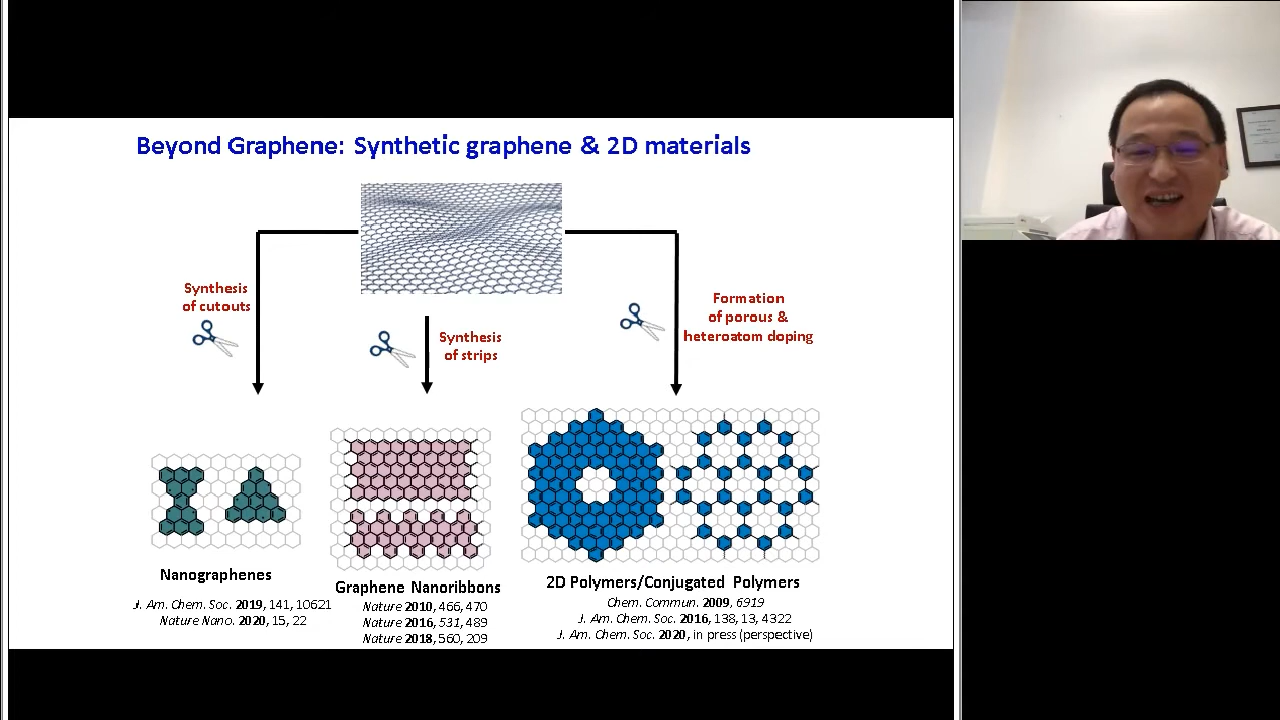 Beyond Graphene: Synthetic graphene & 2D materials
Synthesis
of cutouts
Synthesis
of strips
Formation
of porous &
heteroatom doping
Nanographenes
J. Am. Chem. Soc. 2019, 141, 10621
Nature Nano. 2020, 15, 22
Graphene Nanoribbons
Nature 2010, 466, 470
Nature 2016, 531, 489
Nature 2018, 560, 209
2D Polymers/Conjugated Polymers
Chem. Commun. 2009, 6919
J. Am. Chem. Soc. 2016, 138, 13, 4322
J. Am. Chem. Soc. 2020, in press (perspective)